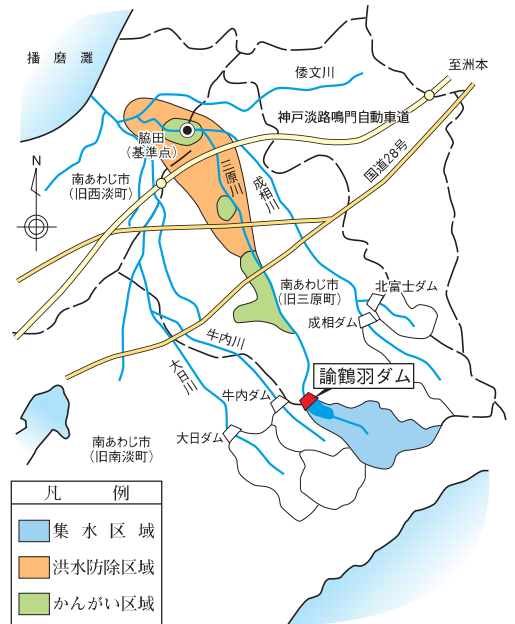 播磨灘
至洲本
倭文川
神戸淡路鳴門自動車道
脇田
(基準点)
国道28号
N
南あわじ市
(旧西淡町)
三原川
成相川
南あわじ市
(旧三原町)
北富士ダム
成相ダム
牛内川
大日川
諭鶴羽ダム
牛内ダム
大日ダム
南あわじ市
(旧南淡町)
凡例
集水区域
洪水防除区域
かんがい区域